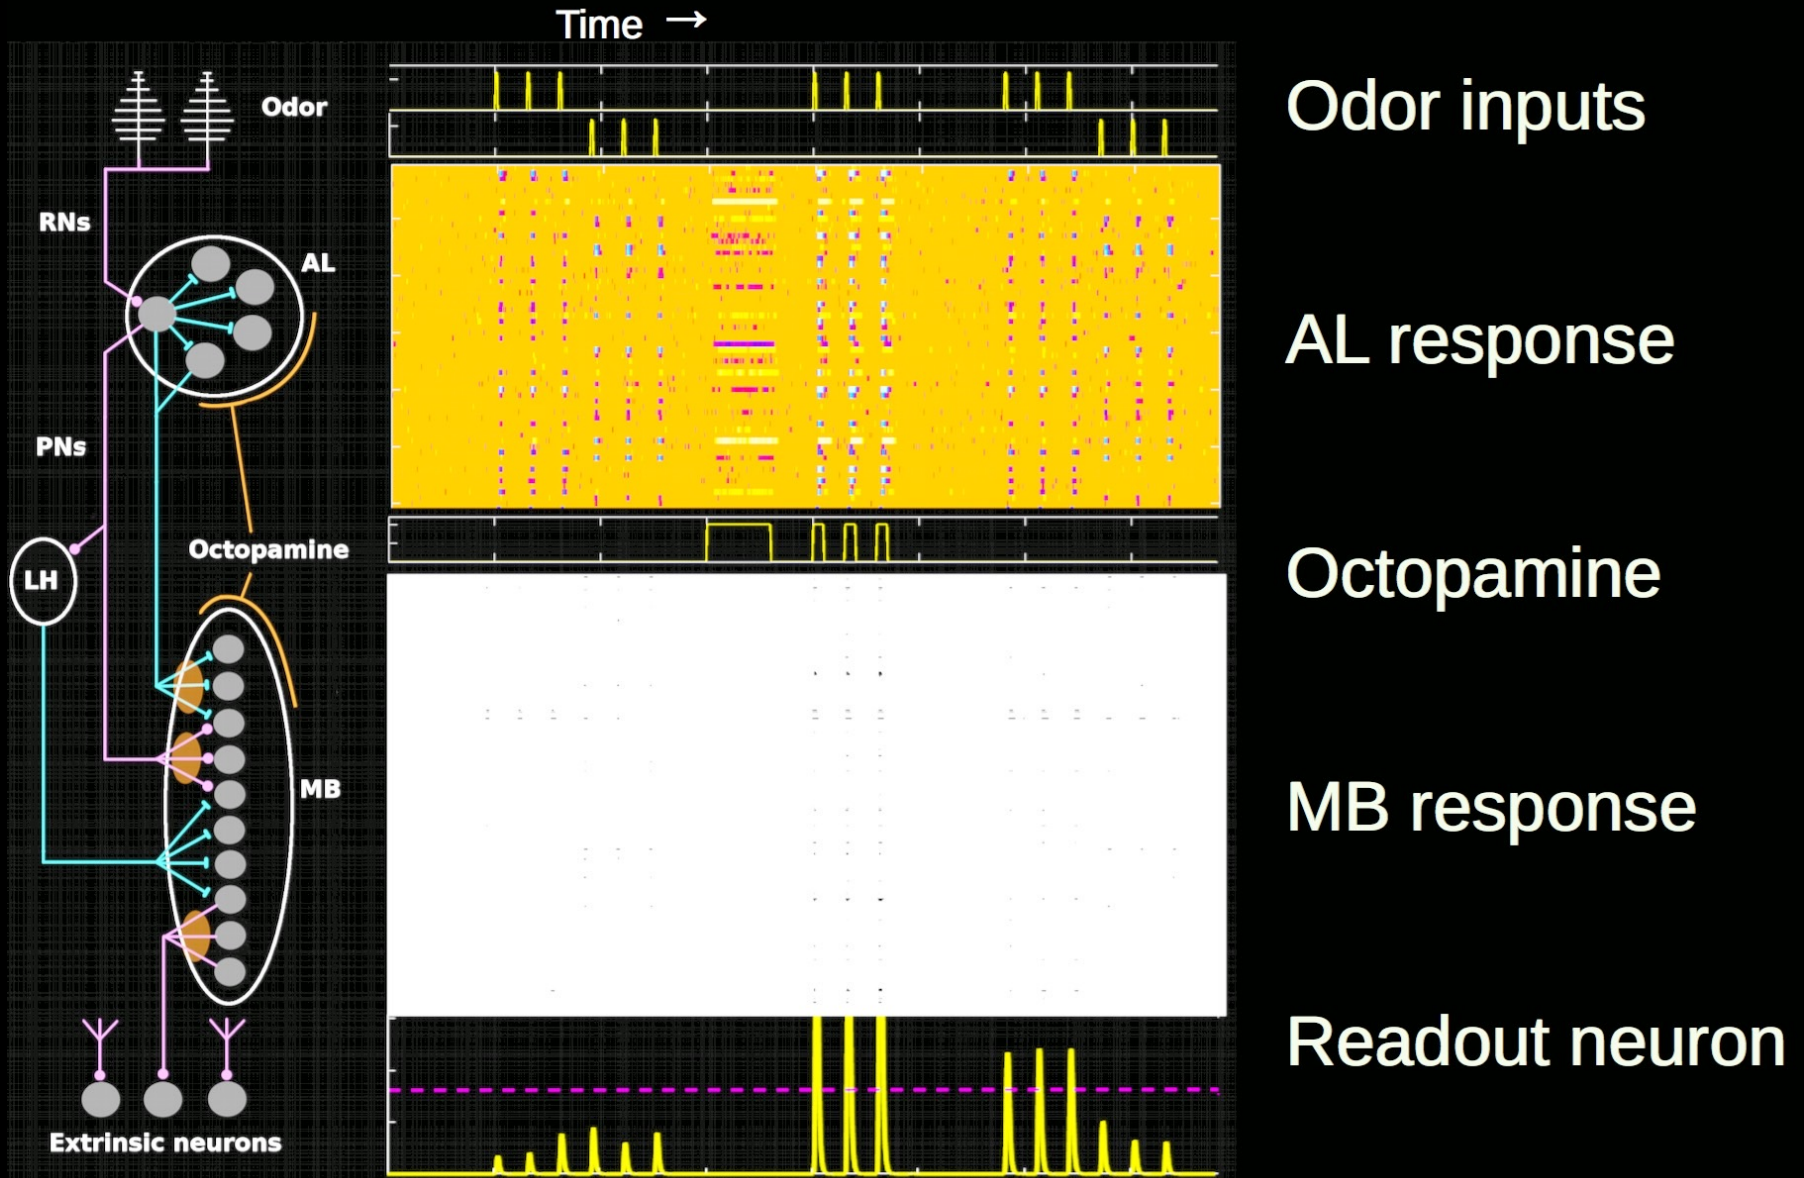 Time →
Odor
RNs
AL
PNs
Octopamine
LH
MB
Extrinsic neurons
Odor inputs
AL response
Octopamine
MB response
Readout neuron